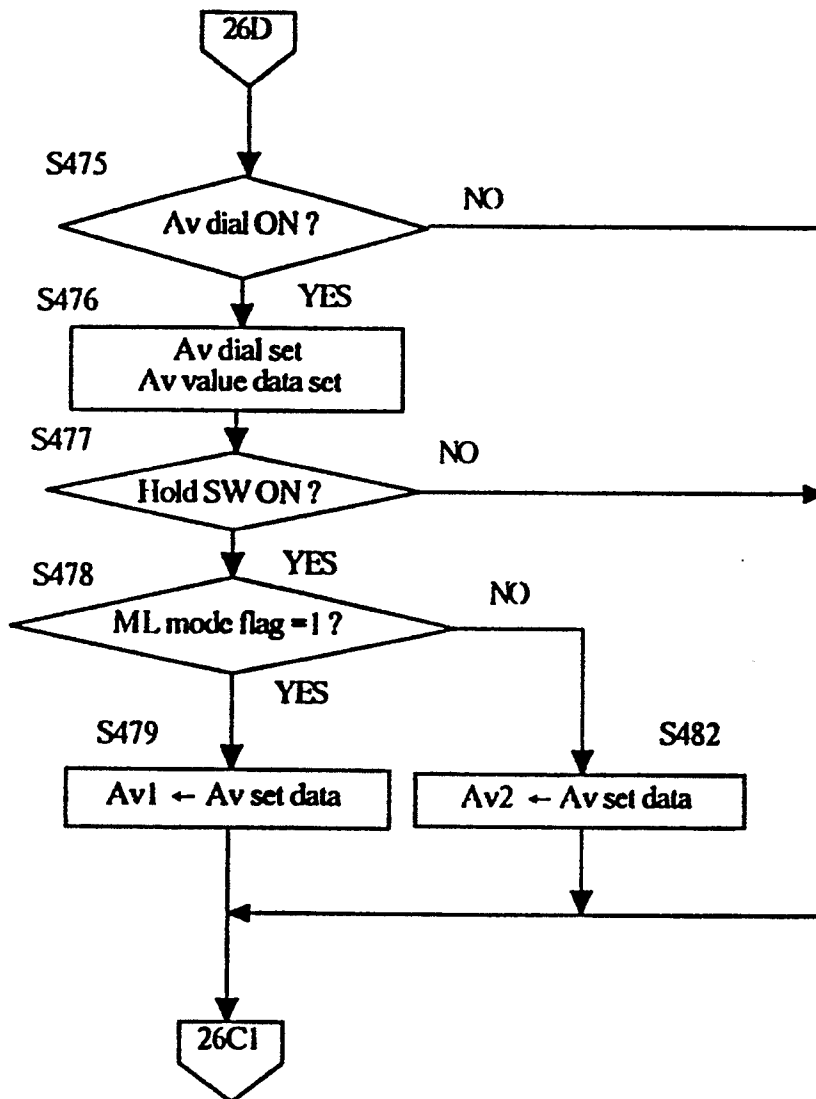 26D
S475
Av dial ON ?
NO
YES
S476
Av dial set
Av value data set
S477
Hold SW ON ?
NO
YES
S478
ML mode flag =1 ?
NO
YES
S479
S482
Av1 ← Av set data
Av2 ← Av set data
26C1